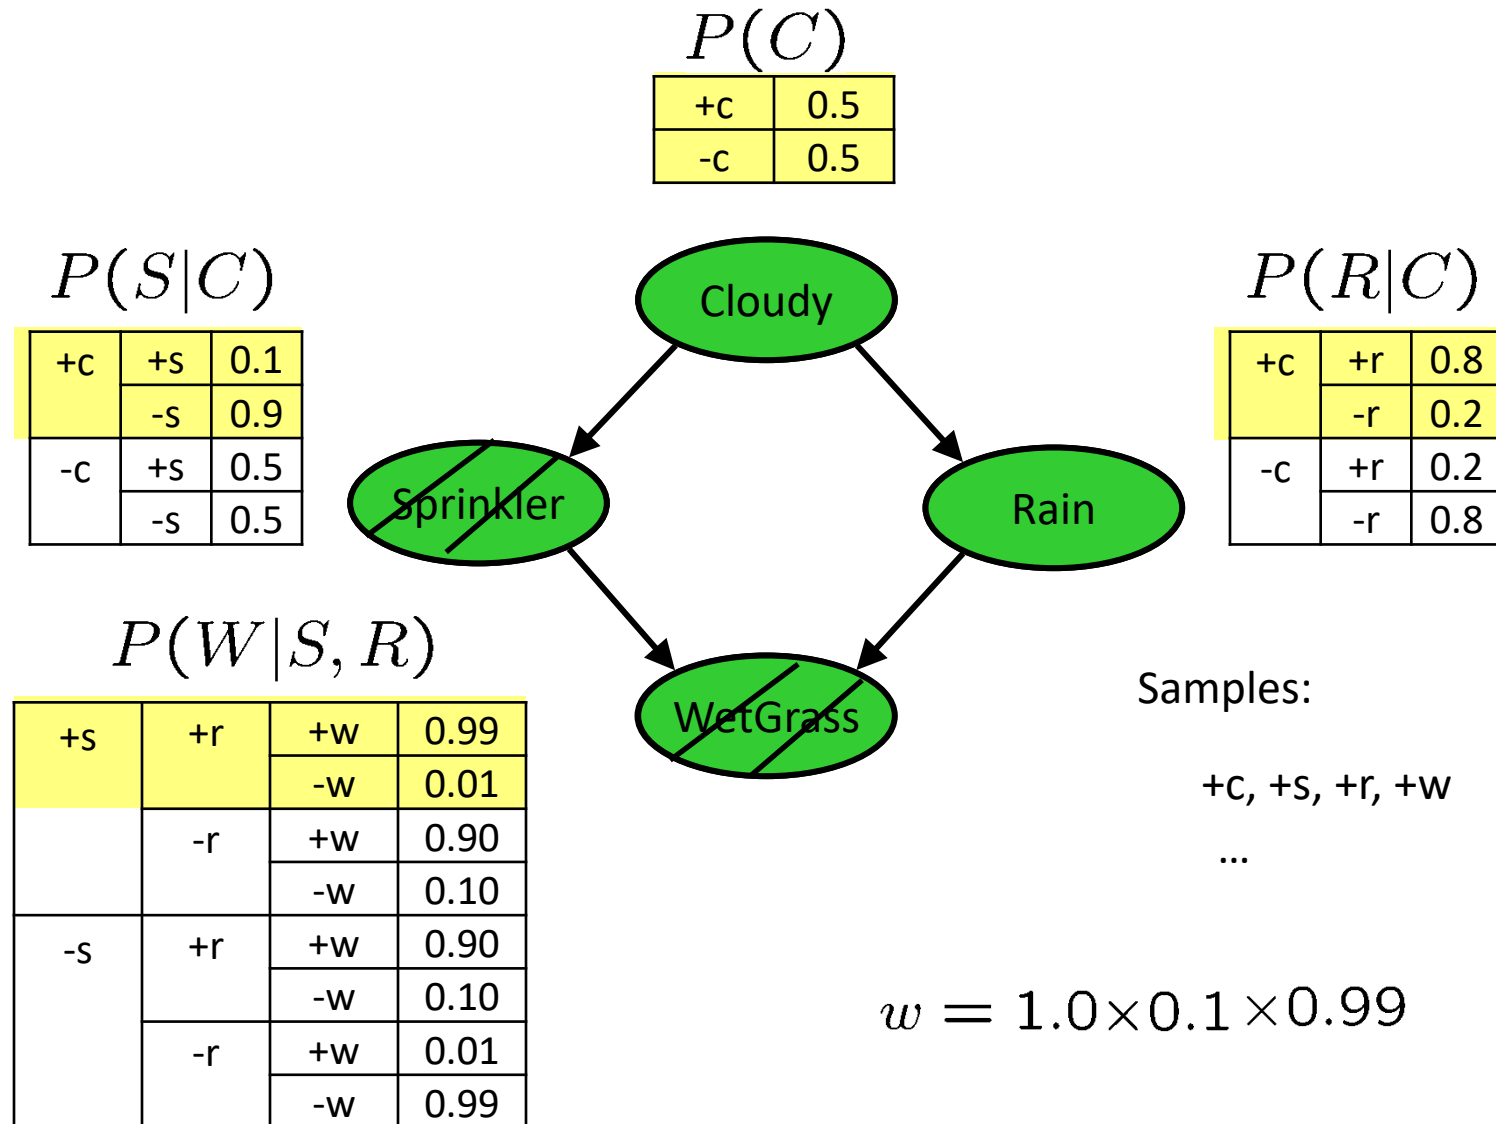 P(C)
+c 0.5
-c 0.5
P(S|C)
+c +s 0.1
-s 0.9
-c +s 0.5
-s 0.5
Cloudy
P(R|C)
+c +r 0.8
-r 0.2
-c +r 0.2
-r 0.8
Sprinkler
Rain
P(W|S, R)
+s +r +w 0.99
-w 0.01
-r +w 0.90
-w 0.10
-s +r +w 0.90
-w 0.10
-r +w 0.01
-w 0.99
WetGrass
Samples:
+c, +s, +r, +w
...
w = 1.0×0.1×0.99